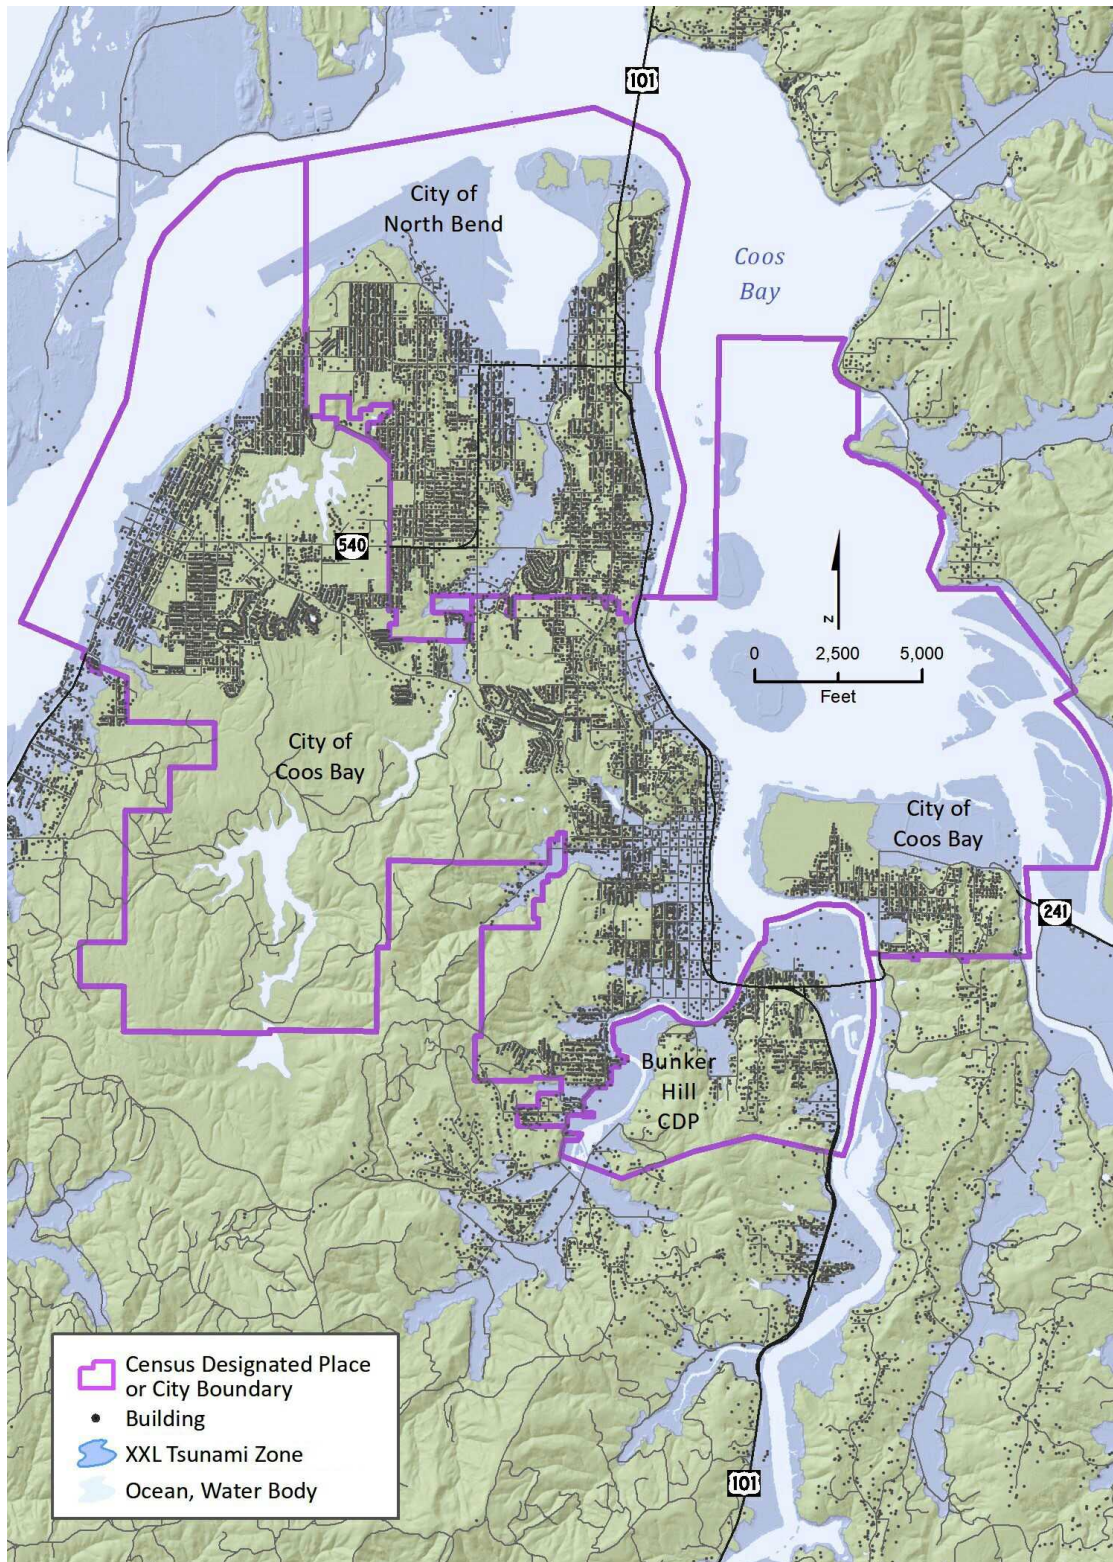 101
City of
North Bend
Coos
Bay
540
N
0 2,500 5,000
Feet
City of
Coos Bay
City of
Coos Bay
241
Bunker
Hill
CDP
Census Designated Place
or City Boundary
Building
XXL Tsunami Zone
Ocean, Water Body
101